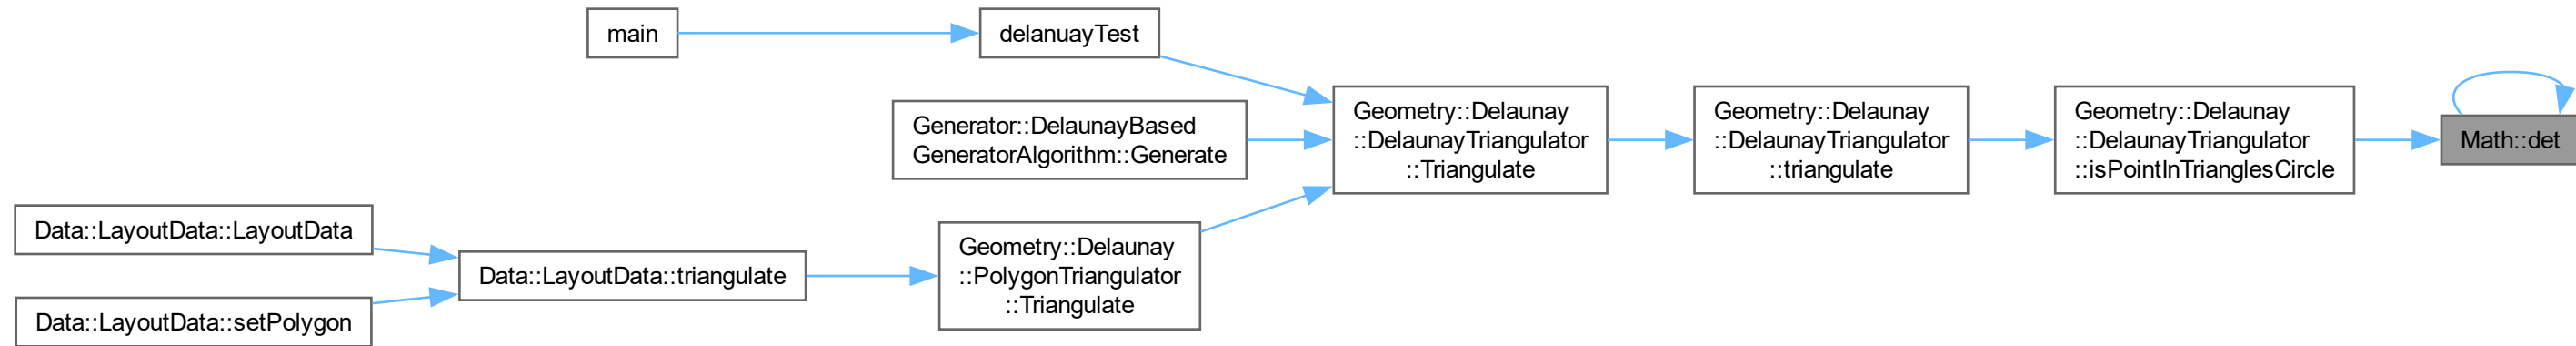 main
delanuayTest
Generator::DelaunayBased
GeneratorAlgorithm::Generate
Data::LayoutData::LayoutData
Data::LayoutData::setPolygon
Data::LayoutData::triangulate
Geometry::Delaunay
::PolygonTriangulator
::Triangulate
Geometry::Delaunay
::DelaunayTriangulator
::Triangulate
Geometry::Delaunay
::DelaunayTriangulator
::triangulate
Geometry::Delaunay
::DelaunayTriangulator
::isPointInTrianglesCircle
Math::det